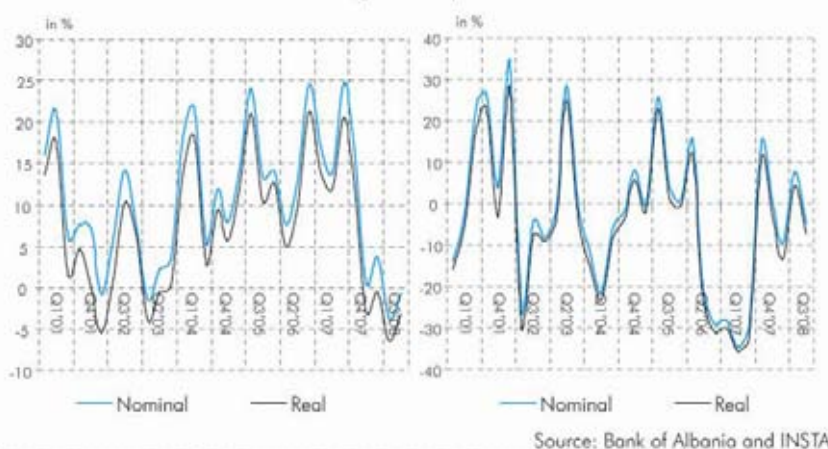 in %
30
25
20
15
10
5
0
-5
-10
Q1'01
Q3'02
Q1'04
Q4'04
Q3'05
Q2'06
Q1'07
Nominal
Real
in %
40
30
20
10
0
-10
-20
-30
-40
Q1'01
Q4'01
Q3'02
Q2'03
Q1'04
Q4'04
Q3'05
Q2'06
Q1'07
Q4'07
Q3'08
Nominal
Real
Source: Bank of Albania and INSTA